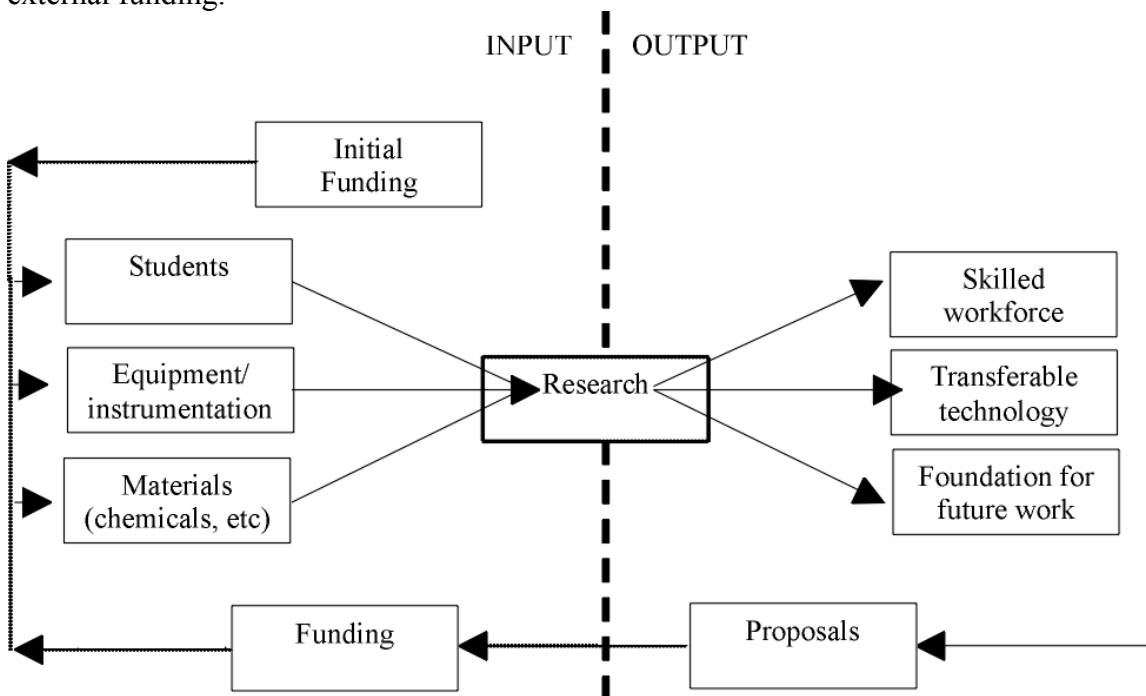 external funding.
INPUT
OUTPUT
Initial
Funding
Students
Equipment/
instrumentation
Materials
(chemicals, etc)
Research
Skilled
workforce
Transferable
technology
Foundation for
future work
Funding
Proposals